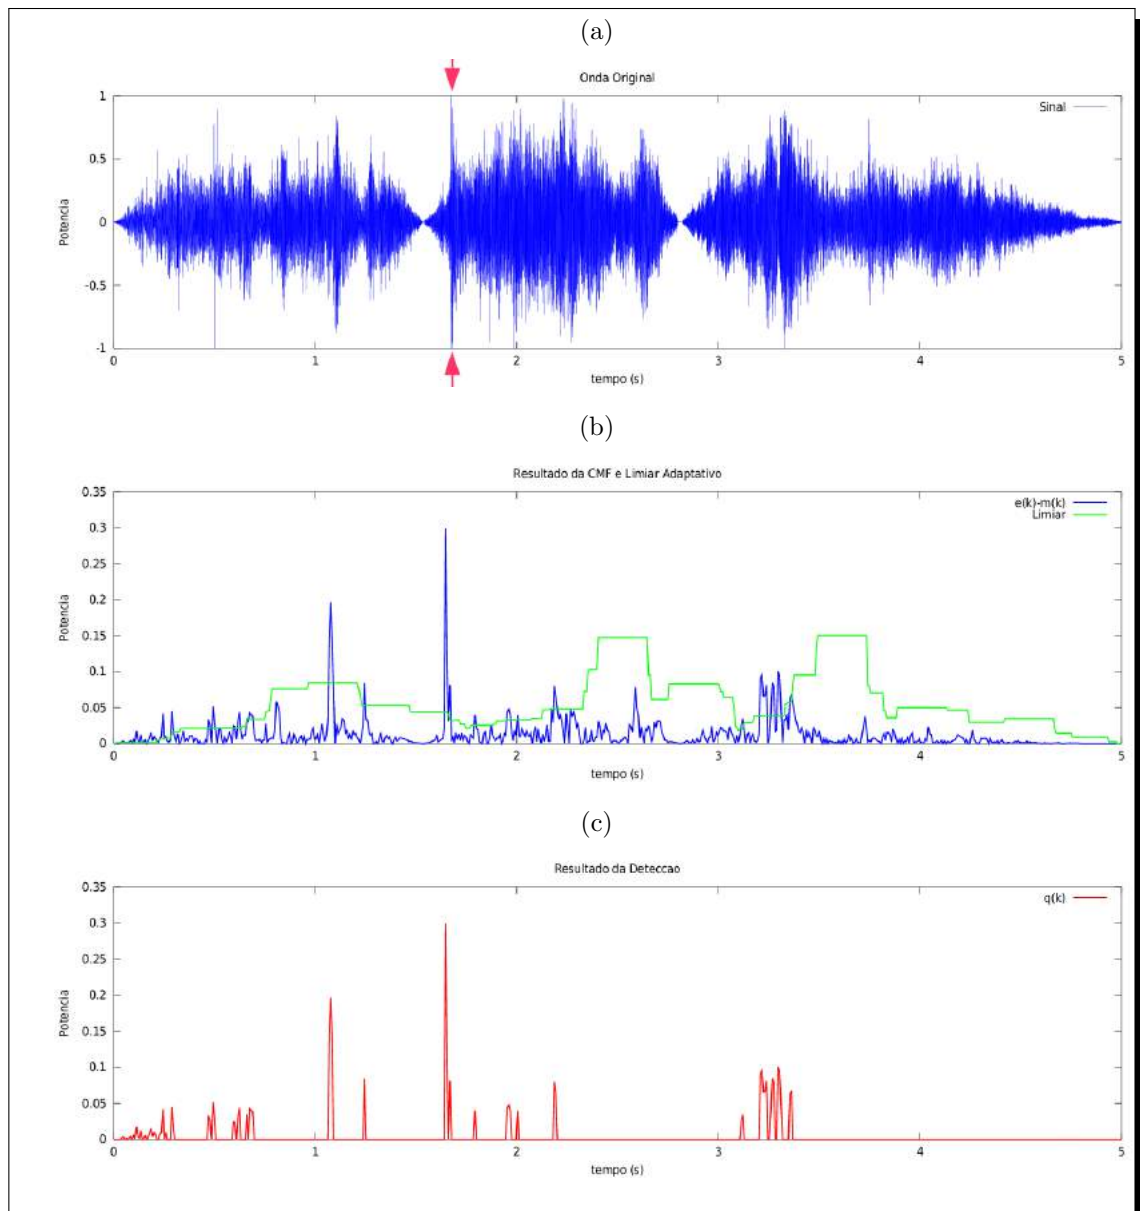 (a)
Onda Original
Sinal
1
0.5
0
-0.5
-1
Potencia
0 1 2 3 4 5
tempo (s)
(b)
Resultado da CMF e Limiar Adaptativo
e(k)-m(k)
Limiar
0.35
0.3
0.25
0.2
0.15
0.1
0.05
0
Potencia
0 1 2 3 4 5
tempo (s)
(c)
Resultado da Deteccao
q(k)
0.35
0.3
0.25
0.2
0.15
0.1
0.05
0
Potencia
0 1 2 3 4 5
tempo (s)